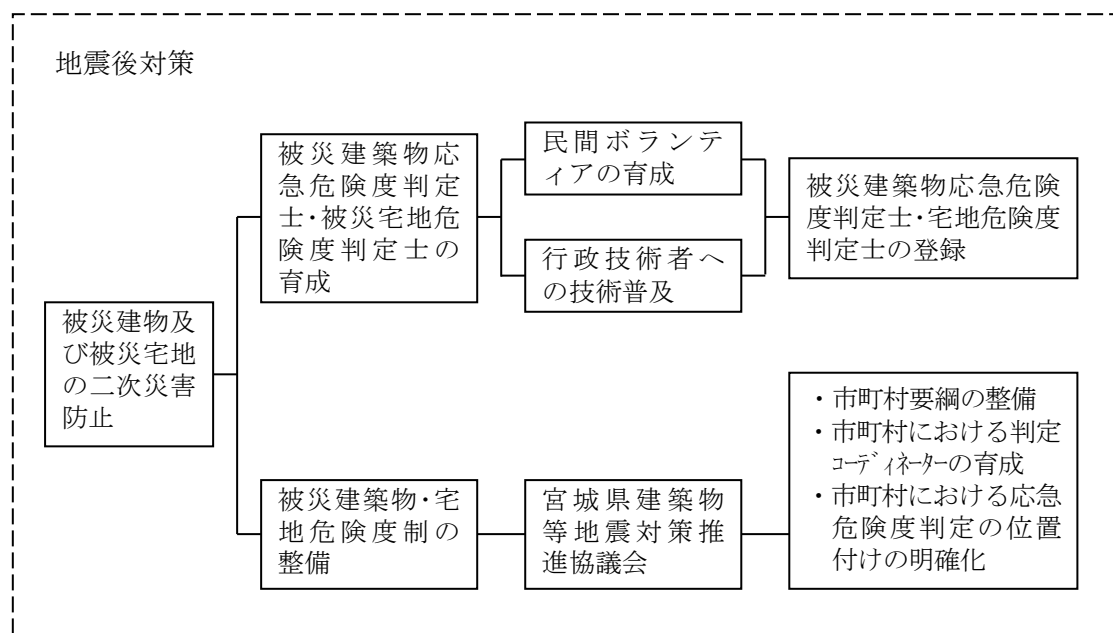 地震後対策
被災建築物応
急危険度判定
士・被災宅地危
険度判定士の
育成
民間ボランテ
ィアの育成
行政技術者へ
の技術普及
被災建築物応急危険
度判定士・宅地危険度
判定士の登録
被災建物及
び被災宅地
の二次災害
防止
被災建築物・宅
地危険度制の
整備
宮城県建築物
等地震対策推
進協議会
・市町村要綱の整備
・市町村における判定
ｺｰﾃﾞｨﾈｰﾀｰの育成
・市町村における応急
危険度判定の位置
付けの明確化